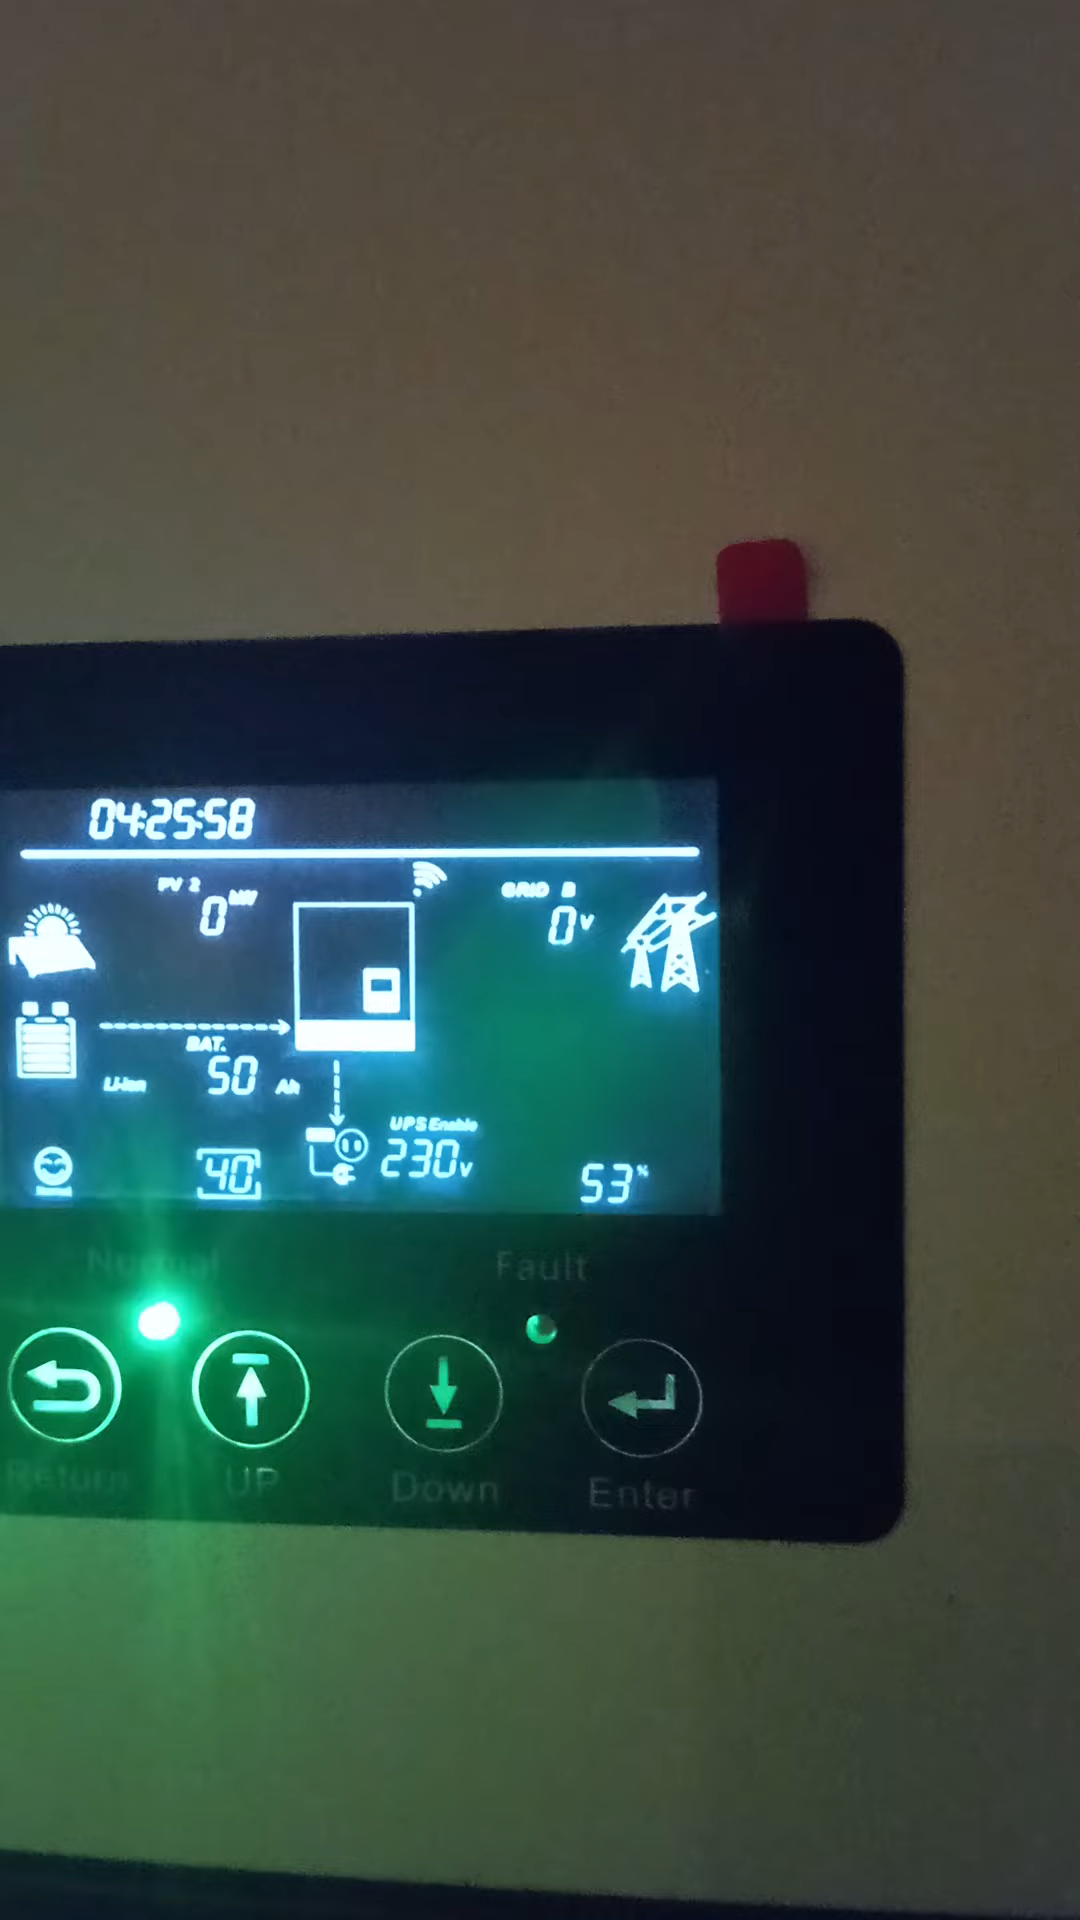 04:25:58
PV 2
0 kW
GRID B
0 V
BAT.
Li-ion 50 Ah
UPS Enable
40
230 V
53 %
Normal Fault
Return UP Down Enter